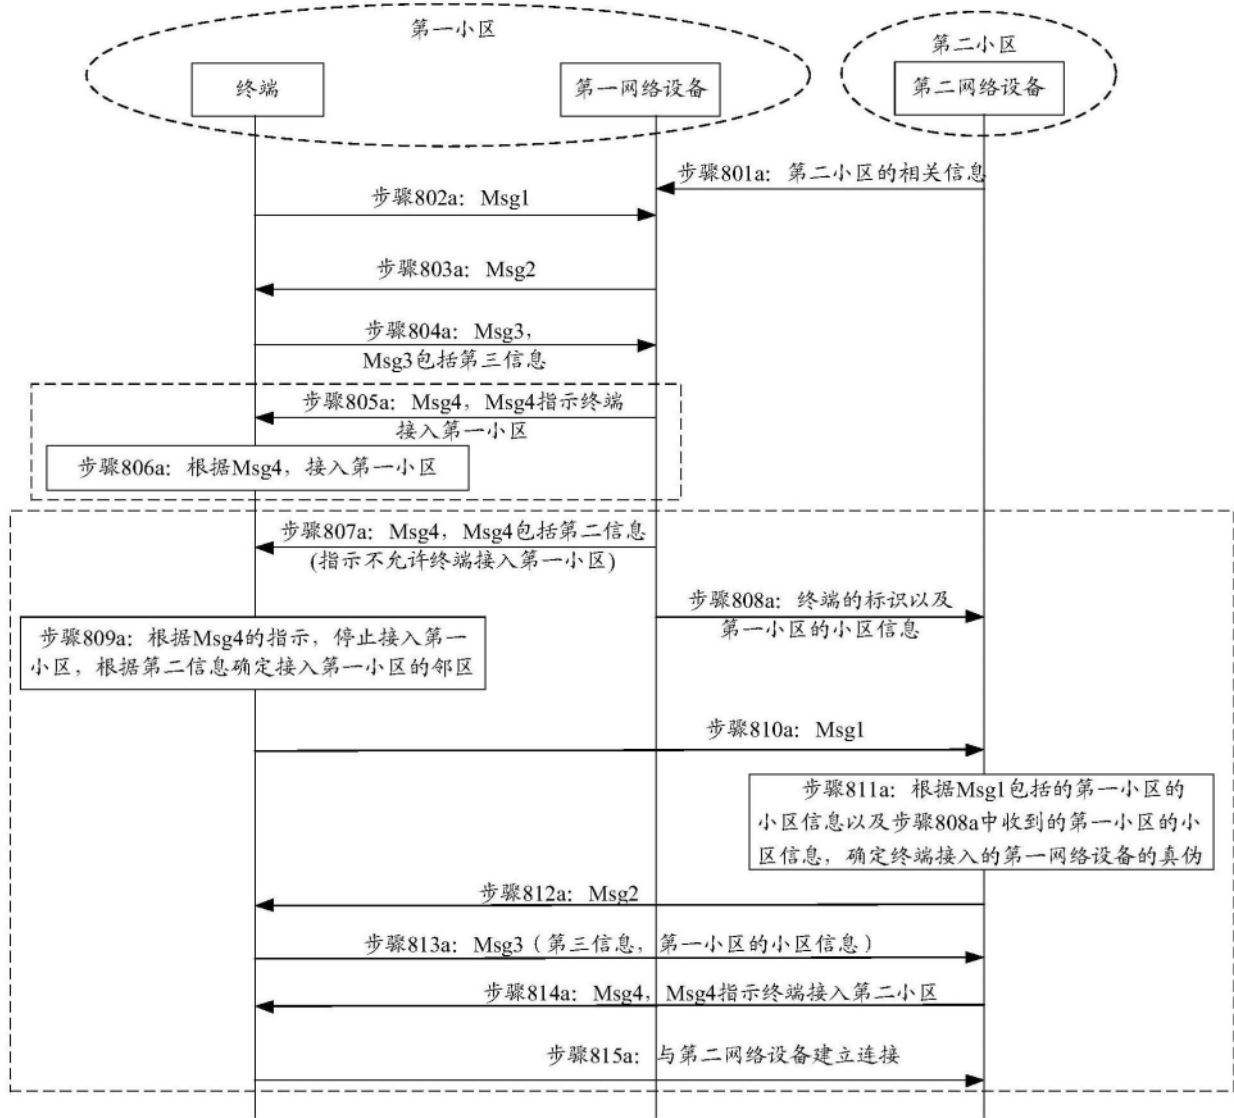 第一小区
第二小区
终端
第一网络设备
第二网络设备
步骤801a：第二小区的相关信息
步骤802a：Msg1
步骤803a：Msg2
步骤804a：Msg3，
Msg3包括第三信息
步骤805a：Msg4，Msg4指示终端
接入第一小区
步骤806a：根据Msg4，接入第一小区
步骤807a：Msg4，Msg4包括第二信息
(指示不允许终端接入第一小区)
步骤808a：终端的标识以及
第一小区的小区信息
步骤809a：根据Msg4的指示，停止接入第一
小区，根据第二信息确定接入第一小区的邻区
步骤810a：Msg1
步骤811a：根据Msg1包括的第一小区的
小区信息以及步骤808a中收到的第一小区的小
区信息，确定终端接入的第一网络设备的真伪
步骤812a：Msg2
步骤813a：Msg3（第三信息，第一小区的小区信息）
步骤814a：Msg4，Msg4指示终端接入第二小区
步骤815a：与第二网络设备建立连接